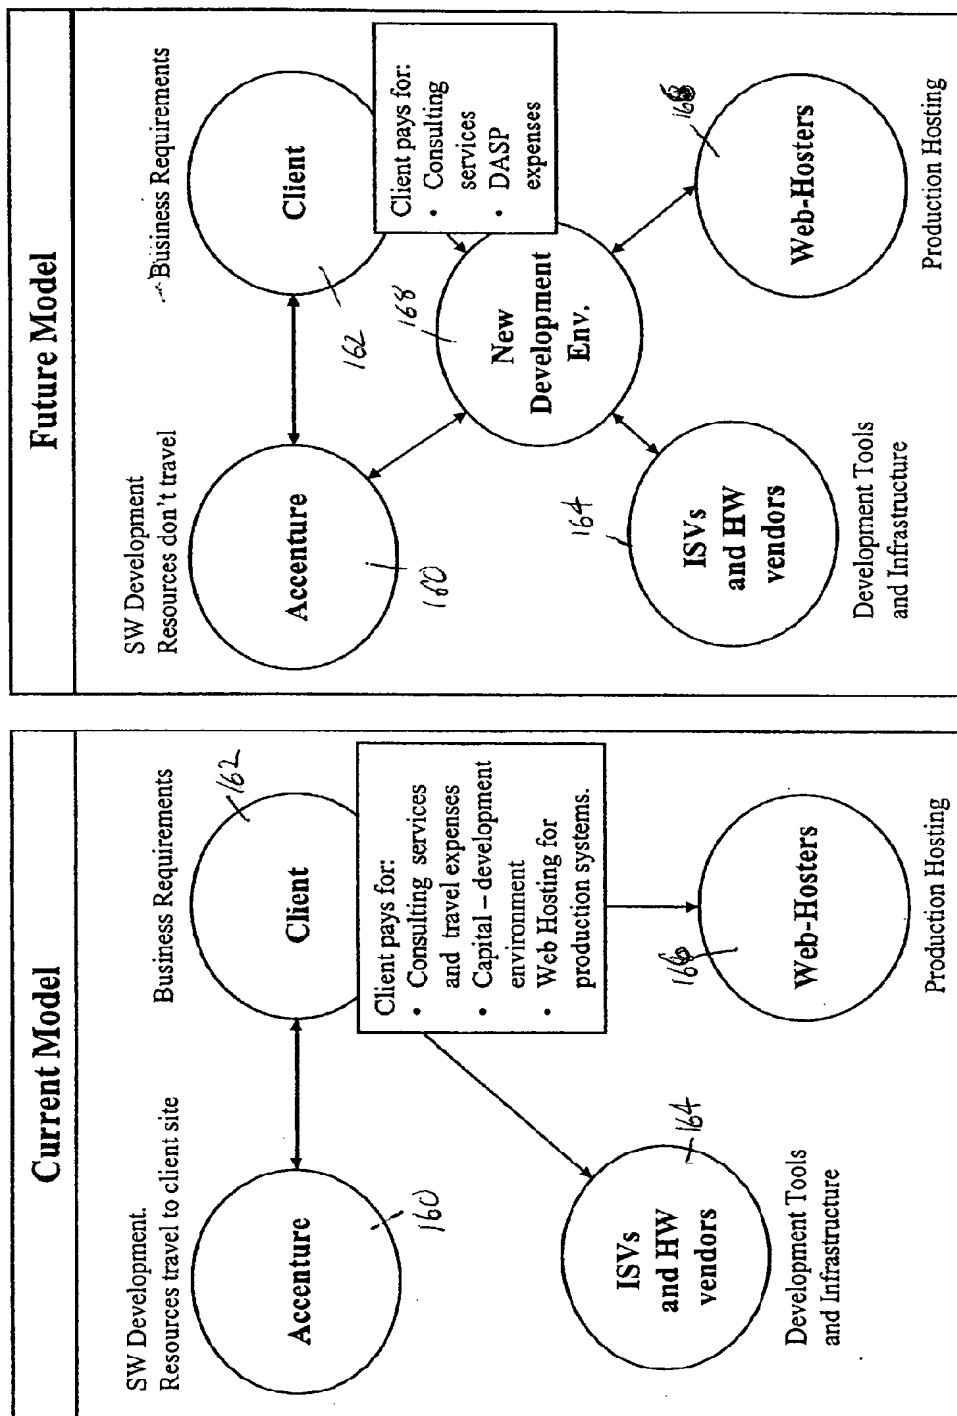 Current Model
SW Development.
Resources travel to client site
Accenture
160
Business Requirements
Client
162
Client pays for:
• Consulting services
and travel expenses
• Capital – development
environment
• Web Hosting for
production systems.
ISVs
and HW
vendors
164
Development Tools
and Infrastructure
Web-Hosters
166
Production Hosting
Future Model
SW Development
Resources don't travel
Accenture
160
Business Requirements
Client
162
Client pays for:
• Consulting
services
• DASP
expenses
168
New
Development
Env.
164
ISVs
and HW
vendors
Development Tools
and Infrastructure
Web-Hosters
Production Hosting